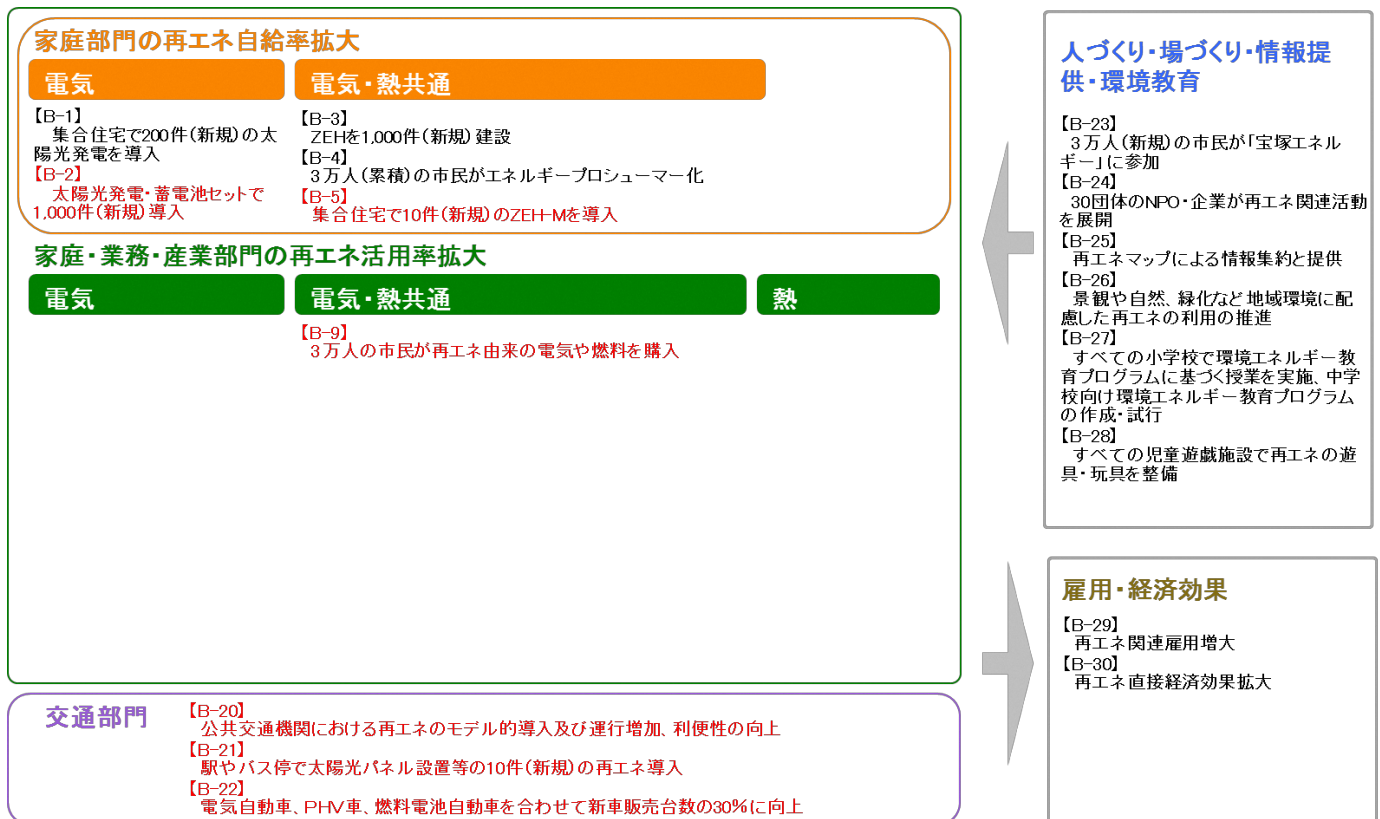 家庭部門の再エネ自給率拡大
電気
【B-1】
集合住宅で200件(新規)の太
陽光発電を導入
【B-2】
太陽光発電・蓄電池セットで
1,000件(新規)導入
電気・熱共通
【B-3】
ZEHを1,000件(新規)建設
【B-4】
3万人(累積)の市民がエネルギープロシューマー化
【B-5】
集合住宅で10件(新規)のZEH-Mを導入
家庭・業務・産業部門の再エネ活用率拡大
電気
電気・熱共通
【B-9】
3万人の市民が再エネ由来の電気や燃料を購入
熱
交通部門
【B-20】
公共交通機関における再エネのモデル的導入及び運行増加、利便性の向上
【B-21】
駅やバス停で太陽光パネル設置等の10件(新規)の再エネ導入
【B-22】
電気自動車、PHV車、燃料電池自動車を合わせて新車販売台数の30%に向上
人づくり・場づくり・情報提
供・環境教育
【B-23】
3万人(新規)の市民が「宝塚エネル
ギー」に参加
【B-24】
30団体のNPO・企業が再エネ関連活動
を展開
【B-25】
再エネマップによる情報集約と提供
【B-26】
景観や自然、緑化など地域環境に配
慮した再エネの利用の推進
【B-27】
すべての小学校で環境エネルギー教
育プログラムに基づく授業を実施、中学
校向け環境エネルギー教育プログラム
の作成・試行
【B-28】
すべての児童遊戯施設で再エネの遊
具・玩具を整備
雇用・経済効果
【B-29】
再エネ関連雇用増大
【B-30】
再エネ直接経済効果拡大